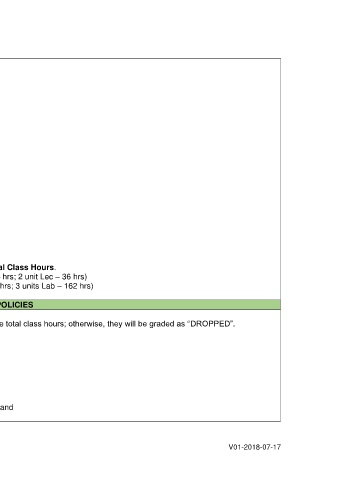 al Class Hours.
hrs; 2 unit Lec – 36 hrs)
hrs; 3 units Lab – 162 hrs)
POLICIES
e total class hours; otherwise, they will be graded as “DROPPED”.
and
V01-2018-07-17